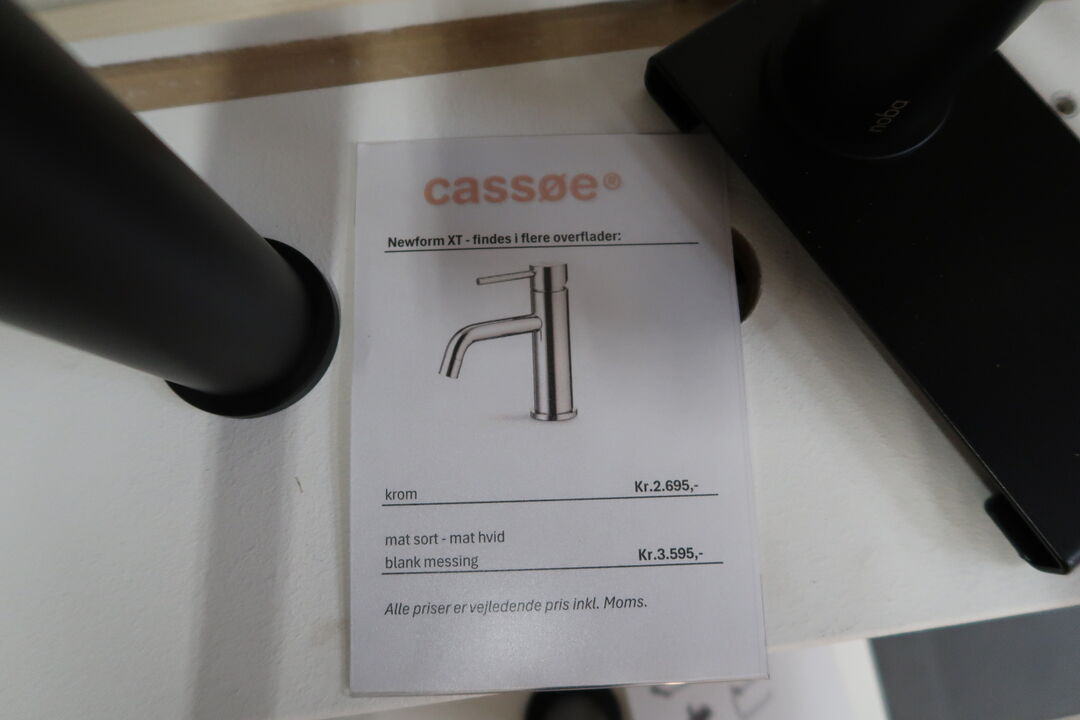 noba
cassøe®
Newform XT - findes i flere overflader:
krom Kr.2.695,-
mat sort - mat hvid
blank messing Kr.3.595,-
Alle priser er vejledende pris inkl. Moms.